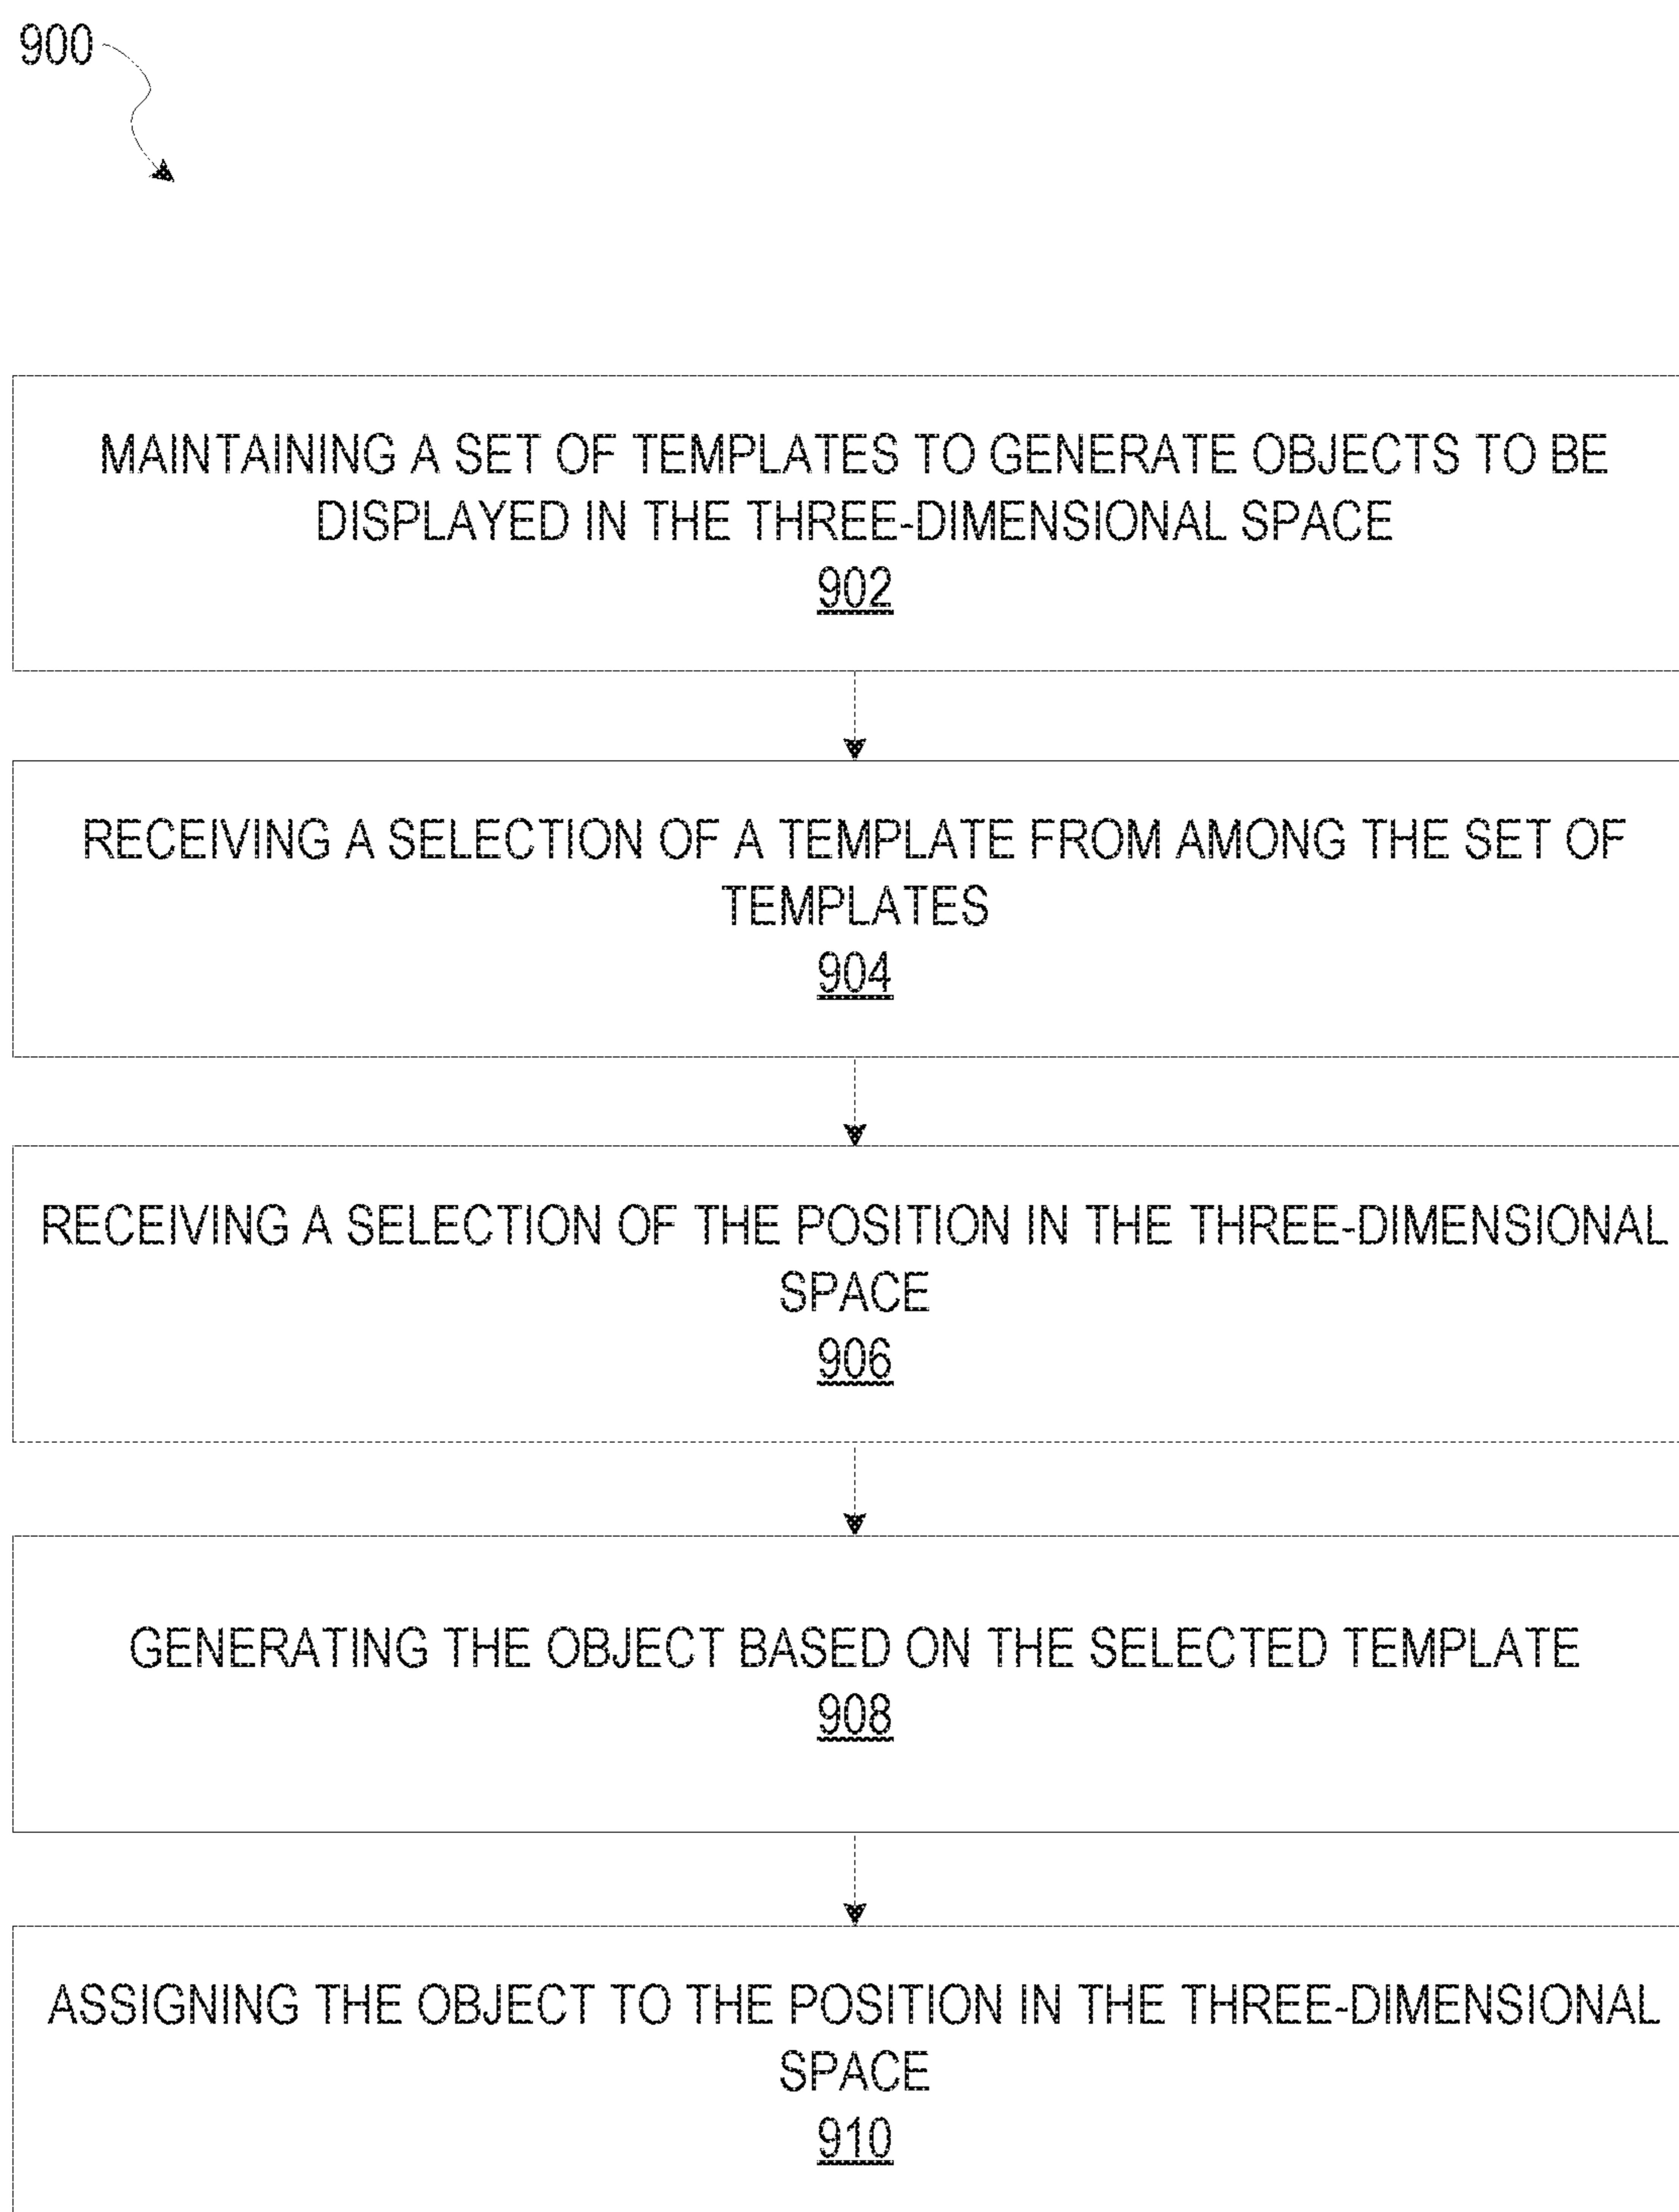 900
MAINTAINING A SET OF TEMPLATES TO GENERATE OBJECTS TO BE
DISPLAYED IN THE THREE-DIMENSIONAL SPACE
902
RECEIVING A SELECTION OF A TEMPLATE FROM AMONG THE SET OF
TEMPLATES
904
RECEIVING A SELECTION OF THE POSITION IN THE THREE-DIMENSIONAL
SPACE
906
GENERATING THE OBJECT BASED ON THE SELECTED TEMPLATE
908
ASSIGNING THE OBJECT TO THE POSITION IN THE THREE-DIMENSIONAL
SPACE
910